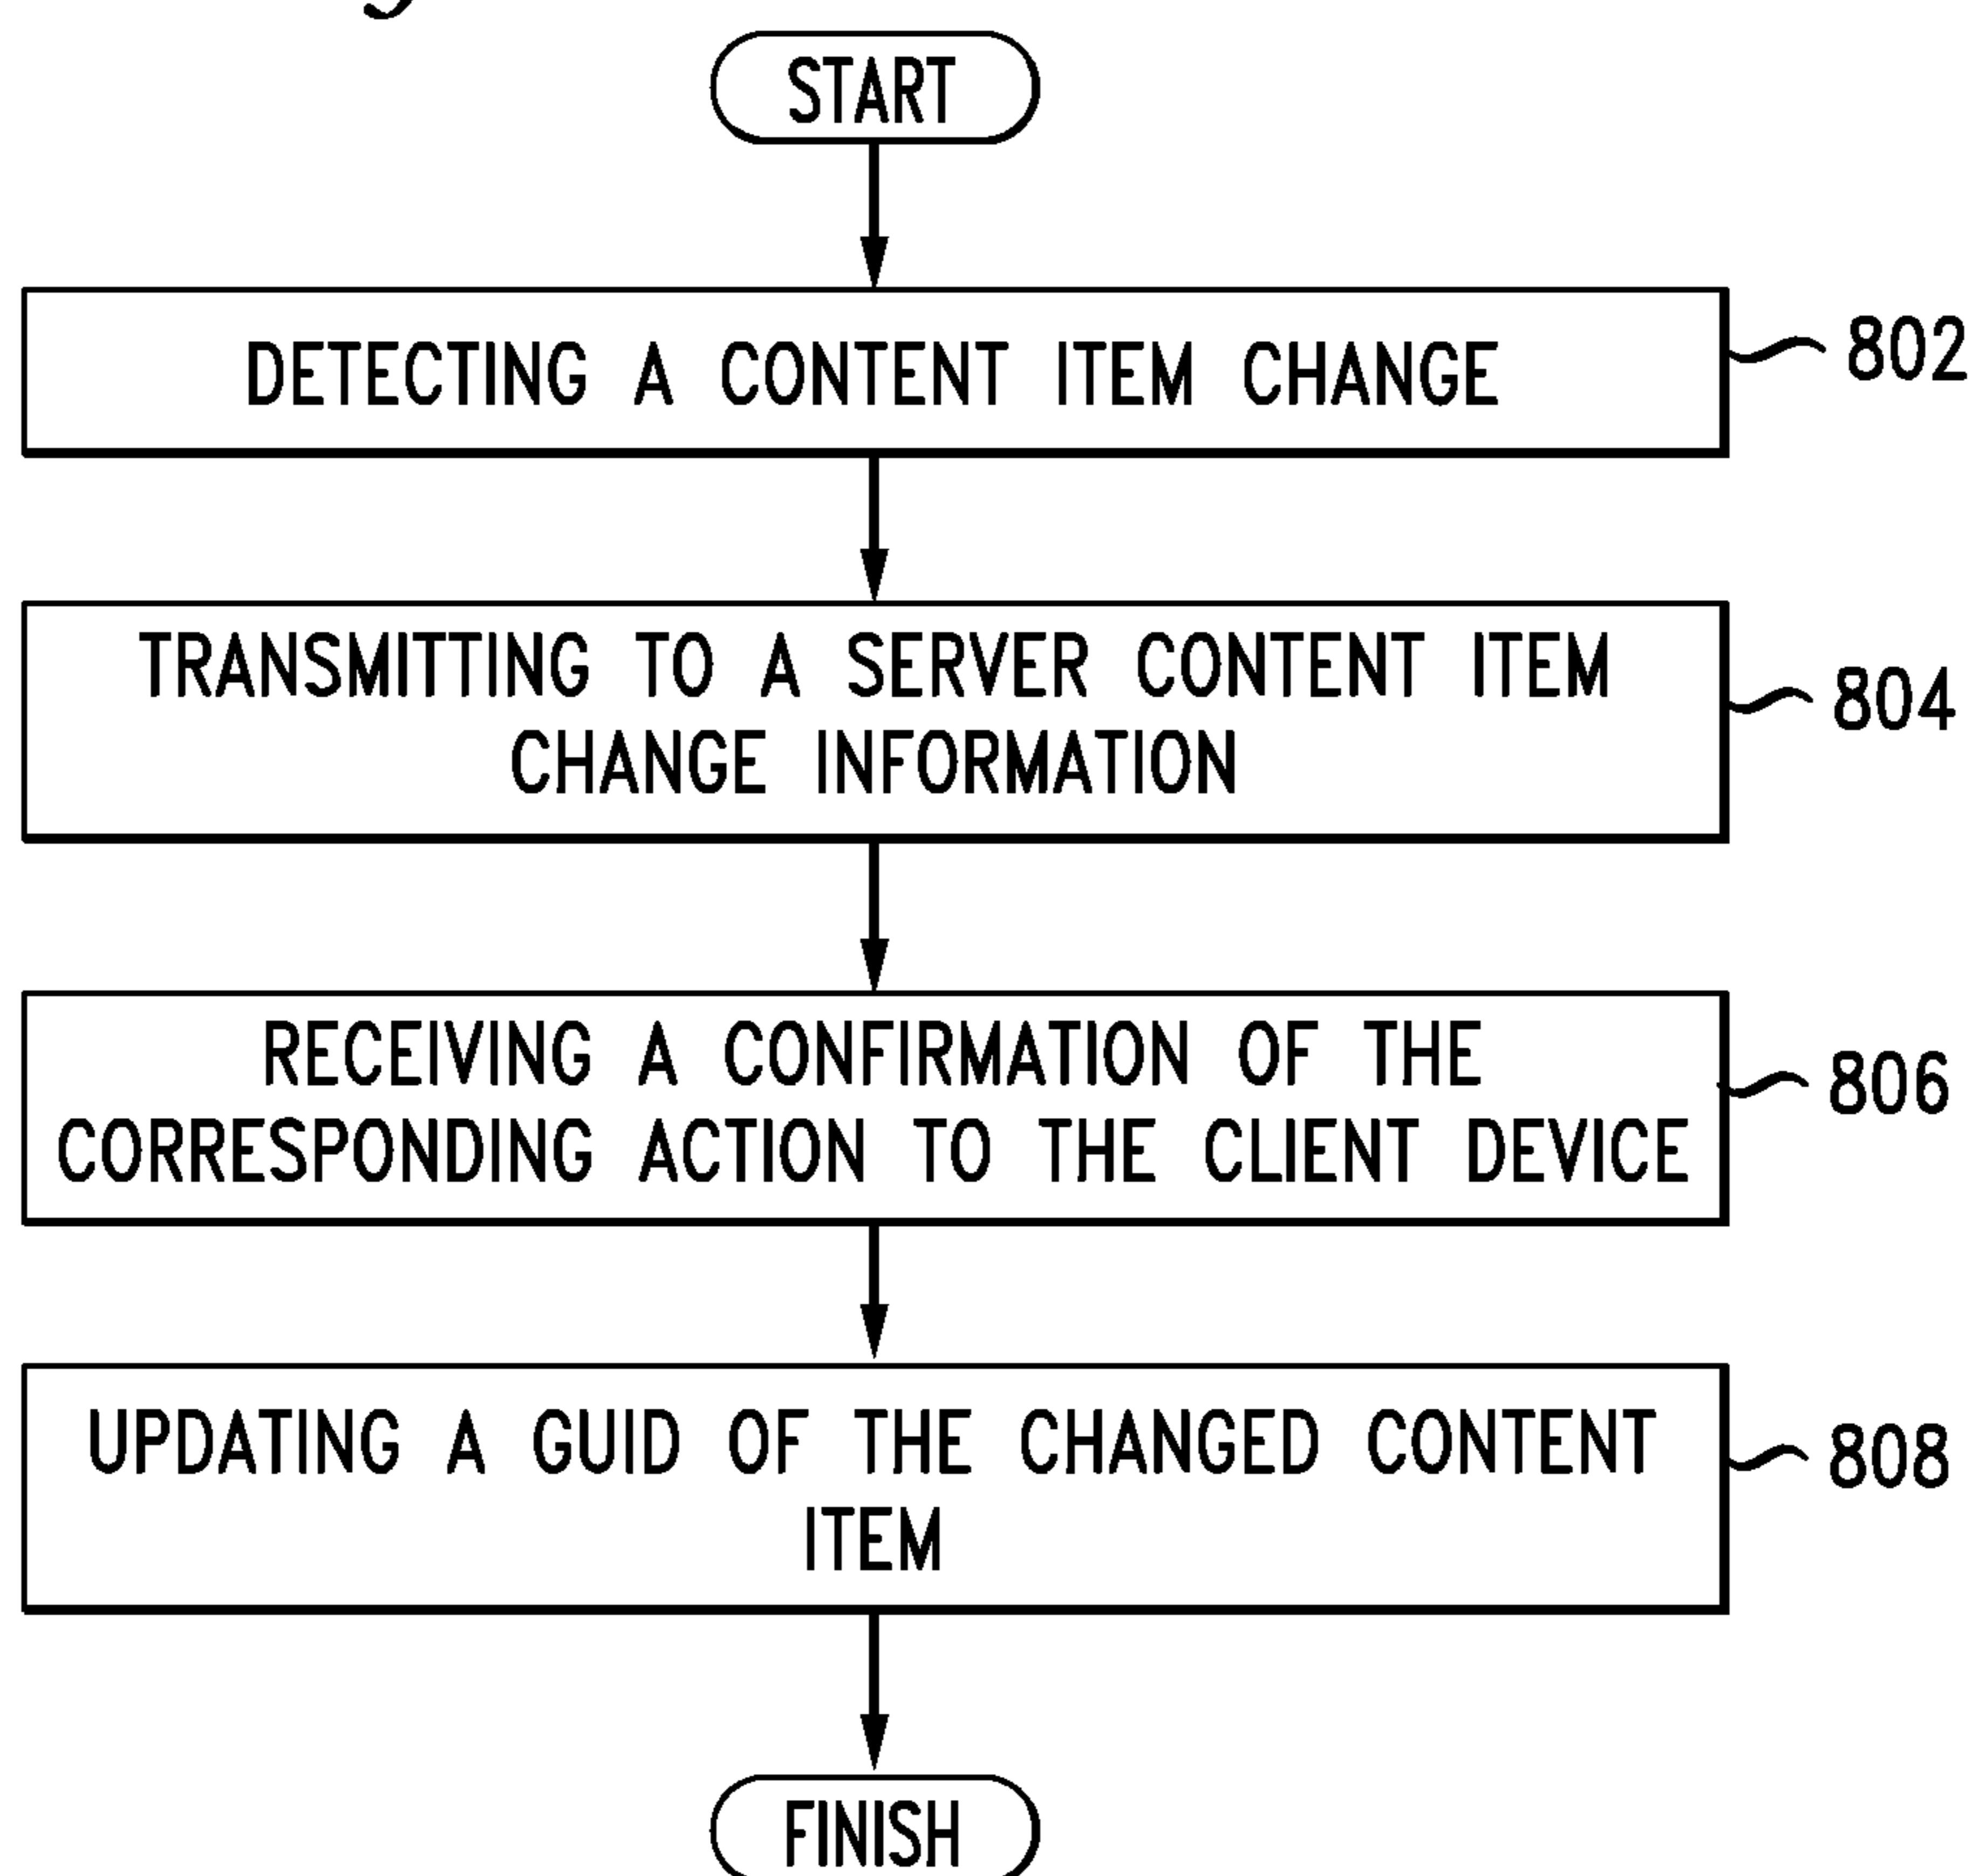 START
DETECTING A CONTENT ITEM CHANGE
802
TRANSMITTING TO A SERVER CONTENT ITEM
CHANGE INFORMATION
804
RECEIVING A CONFIRMATION OF THE
CORRESPONDING ACTION TO THE CLIENT DEVICE
806
UPDATING A GUID OF THE CHANGED CONTENT
ITEM
808
FINISH